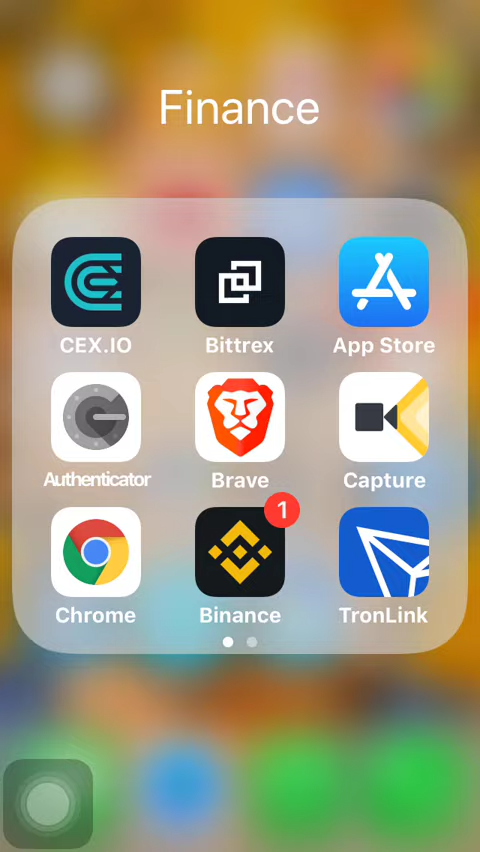 Finance
CEX.IO
Bittrex
App Store
Authenticator
Brave
Capture
Chrome
1
Binance
TronLink